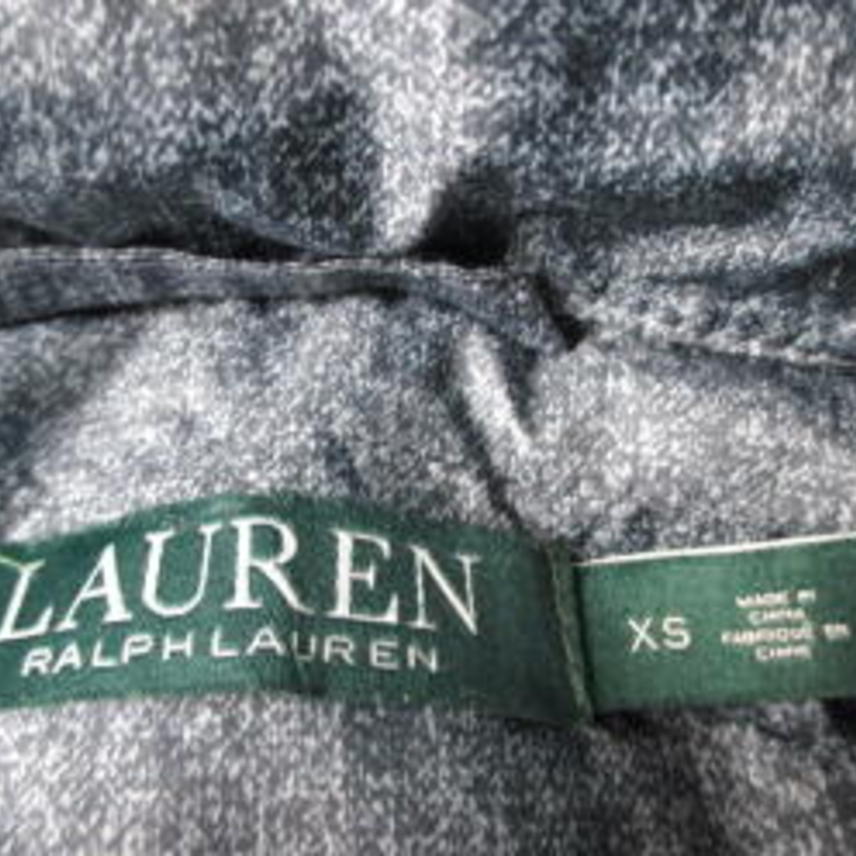 LAUREN
RALPH LAUREN
XS
MADE IN
CHINA
FABRIQUÉ EN
CHINE